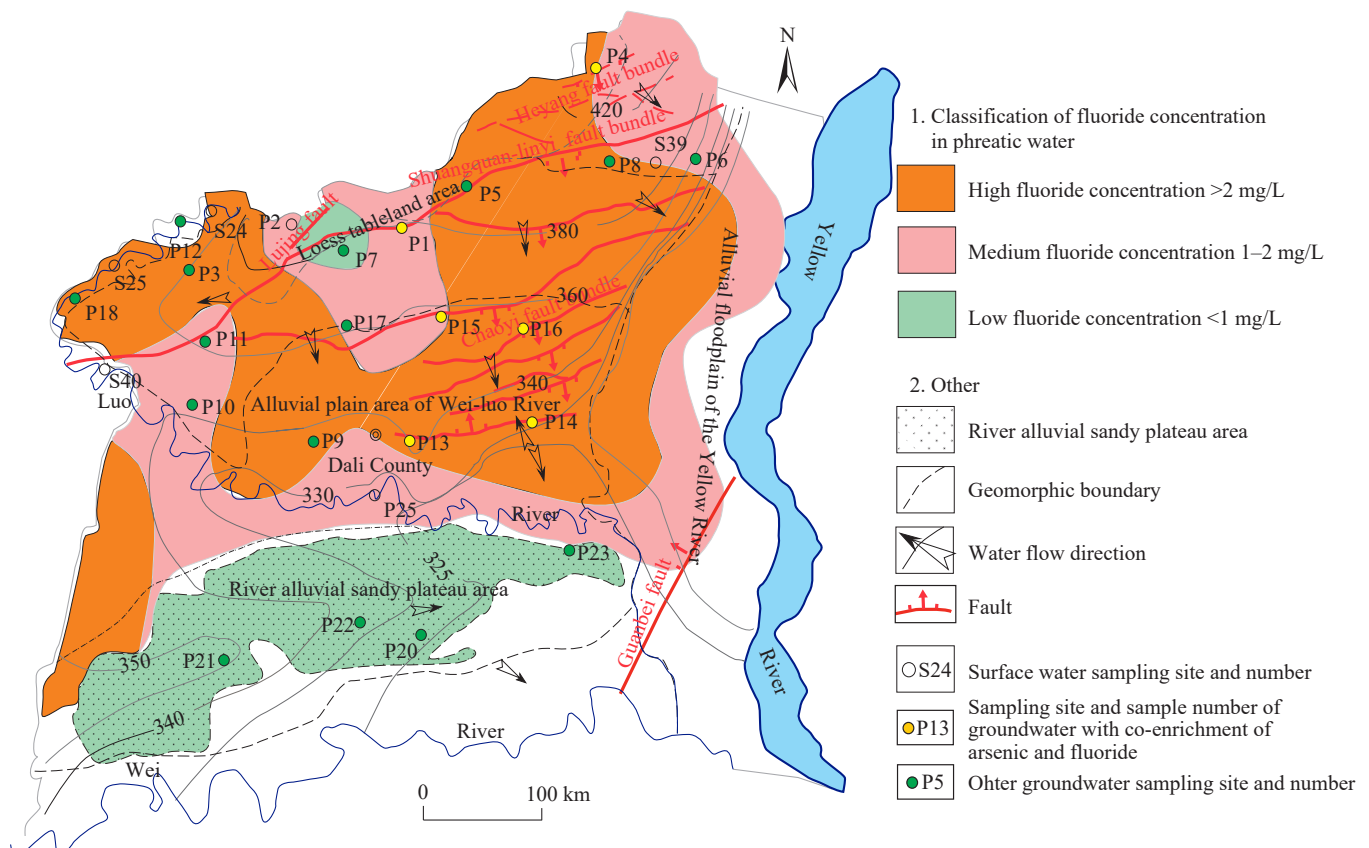 N
P4
Heyang fault bundle
420
Shuangquan-linyi fault bundle
S39
P8
P6
P5
Loess tableland area
Lujing fault
P2
S24
P12
P1
380
P7
P3
S25
P18
Yellow
Alluvial floodplain of the Yellow River
360
Chaoyi fault bundle
P17
P15
P16
P11
S40
Luo
340
P10
Alluvial plain area of Wei-luo River
P14
P9
P13
Dali County
330
P25
River
P23
325
River alluvial sandy plateau area
Guanbei fault
P22
P20
350
P21
River
340
River
Wei
0
100 km
1. Classification of fluoride concentration
in phreatic water
High fluoride concentration >2 mg/L
Medium fluoride concentration 1–2 mg/L
Low fluoride concentration <1 mg/L
2. Other
River alluvial sandy plateau area
Geomorphic boundary
Water flow direction
Fault
S24
Surface water sampling site and number
Sampling site and sample number of
P13
groundwater with co-enrichment of
arsenic and fluoride
P5
Ohter groundwater sampling site and number